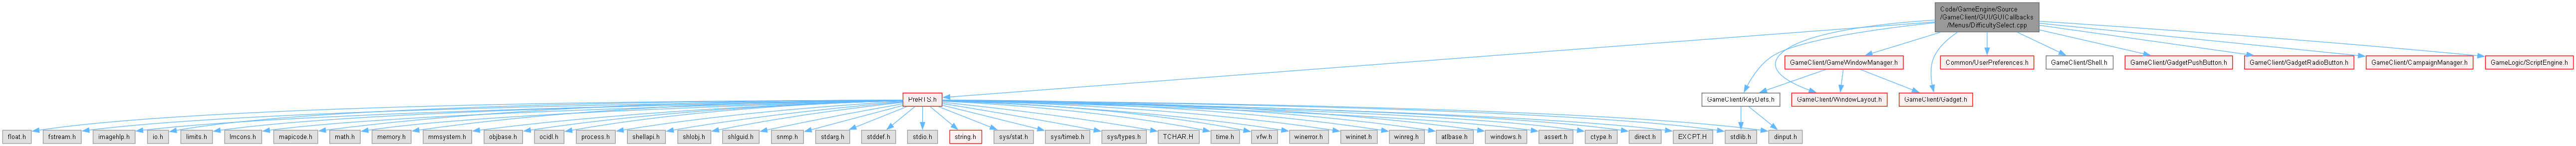 Code/GameEngine/Source
/GameClient/GUI/GUICallbacks
/Menus/DifficultySelect.cpp
GameClient/GameWindowManager.h
Common/UserPreferences.h
GameClient/Shell.h
GameClient/GadgetPushButton.h
GameClient/GadgetRadioButton.h
GameClient/CampaignManager.h
GameLogic/ScriptEngine.h
PreRTS.h
GameClient/KeyDefs.h
GameClient/WindowLayout.h
GameClient/Gadget.h
float.h
fstream.h
imagehlp.h
io.h
limits.h
lmcons.h
mapicode.h
math.h
memory.h
mmsystem.h
objbase.h
ocidl.h
process.h
shellapi.h
shlobj.h
shlguid.h
snmp.h
stdarg.h
stddef.h
stdio.h
string.h
sys/stat.h
sys/timeb.h
sys/types.h
TCHAR.H
time.h
vfw.h
winerror.h
wininet.h
winreg.h
atlbase.h
windows.h
assert.h
ctype.h
direct.h
EXCPT.H
stdlib.h
dinput.h